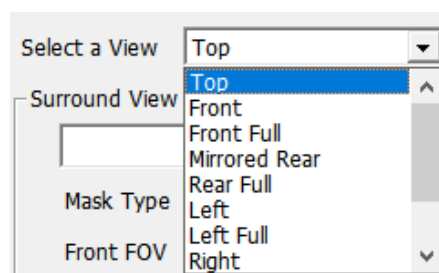 Select a View Top
Top
Surround View
Front
Front Full
Mirrored Rear
Rear Full
Mask Type
Left
Left Full
Front FOV
Right